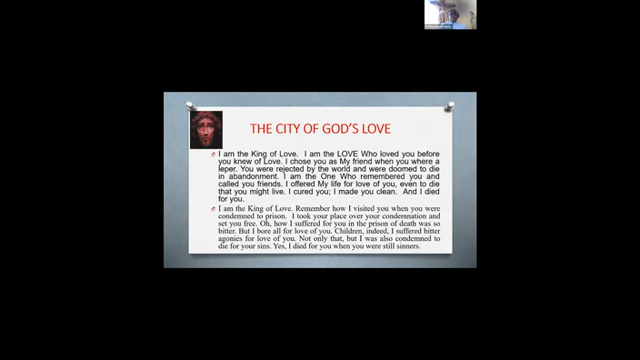 THE CITY OF GOD'S LOVE
I am the King of Love. I am the LOVE Who loved you before
you knew of Love. I chose you as My friend when you where a
leper. You were rejected by the world and were doomed to die
in abandonment. I am the One Who remembered you and
called you friends. I offered My life for love of you, even to die
that you might live. I cured you; I made you clean. And I died
for you.
I am the King of Love. Remember how I visited you when you were
condemned to prison. I took your place over your condemnation and
set you free. Oh, how I suffered for you in the prison of death was so
bitter. But I bore all for love of you. Children, indeed, I suffered bitter
agonies for love of you. Not only that, but I was also condemned to
die for your sins. Yes, I died for you when you were still sinners.